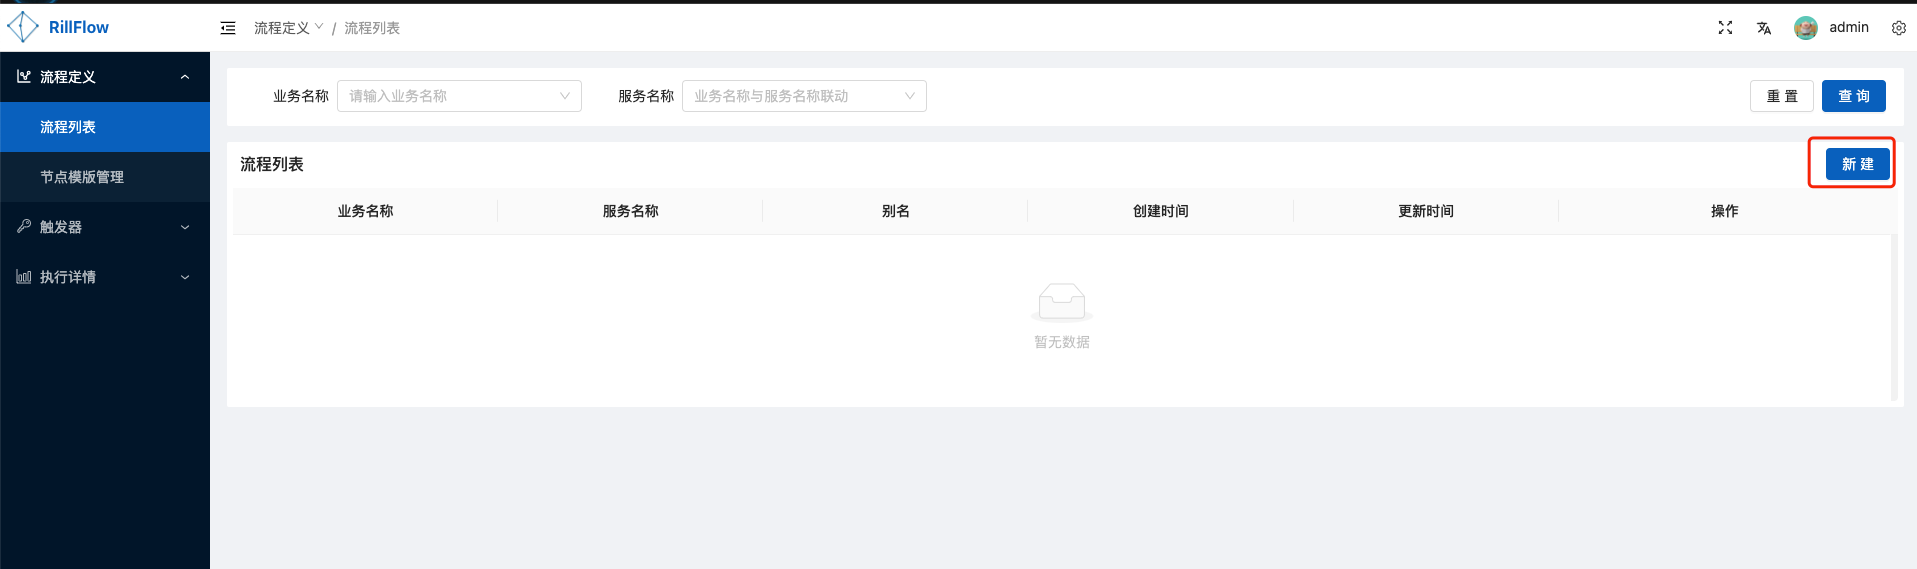 RillFlow
流程定义 / 流程列表
admin
流程定义
流程列表
节点模版管理
触发器
执行详情
业务名称 请输入业务名称 服务名称 业务名称与服务名称联动 重 置 查 询
流程列表 新 建
业务名称 服务名称 别名 创建时间 更新时间 操作
暂无数据